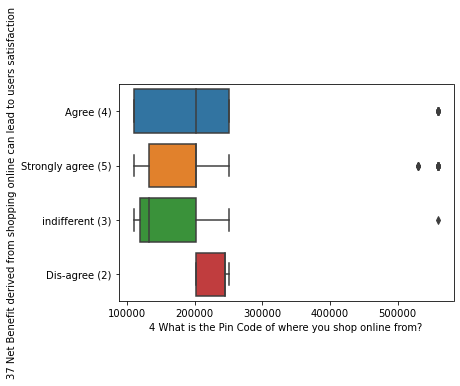 37 Net Benefit derived from shopping online can lead to users satisfaction
Agree (4)
Strongly agree (5)
indifferent (3)
Dis-agree (2)
100000 200000 300000 400000 500000
4 What is the Pin Code of where you shop online from?